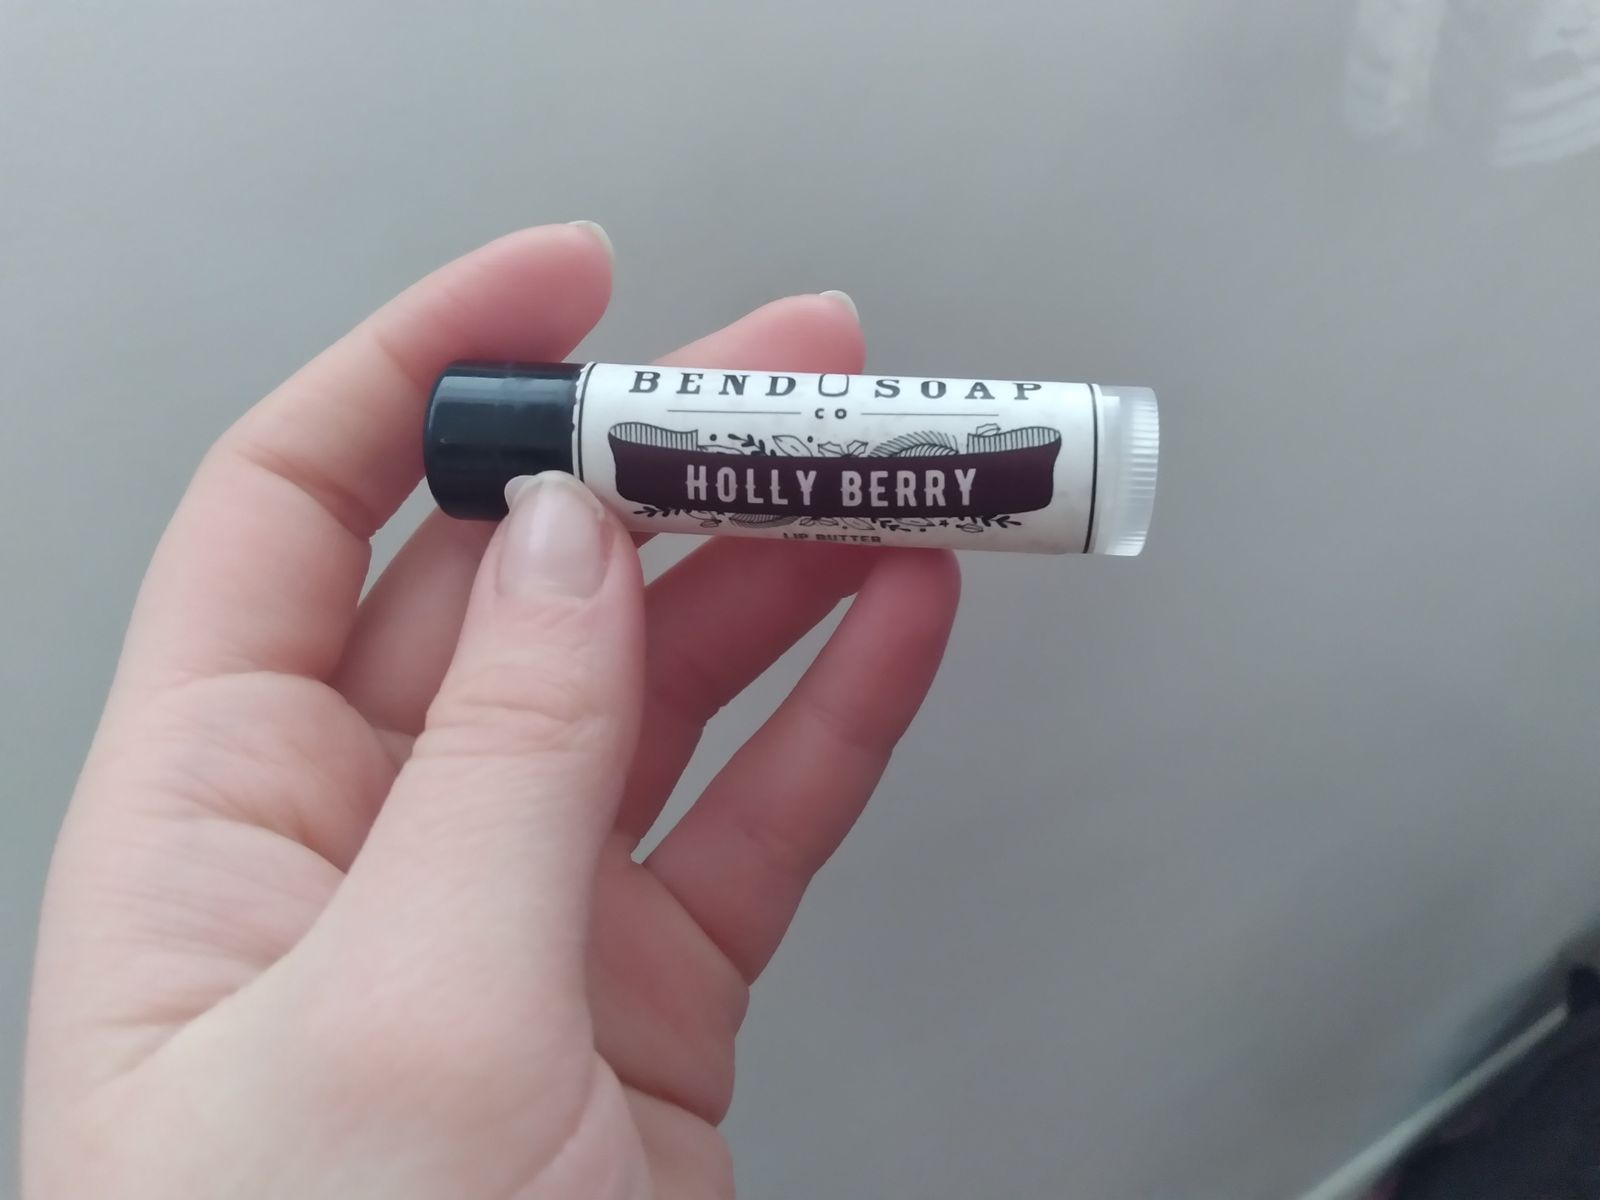 BEND SOAP
CO
HOLLY BERRY
LIP BUTTER